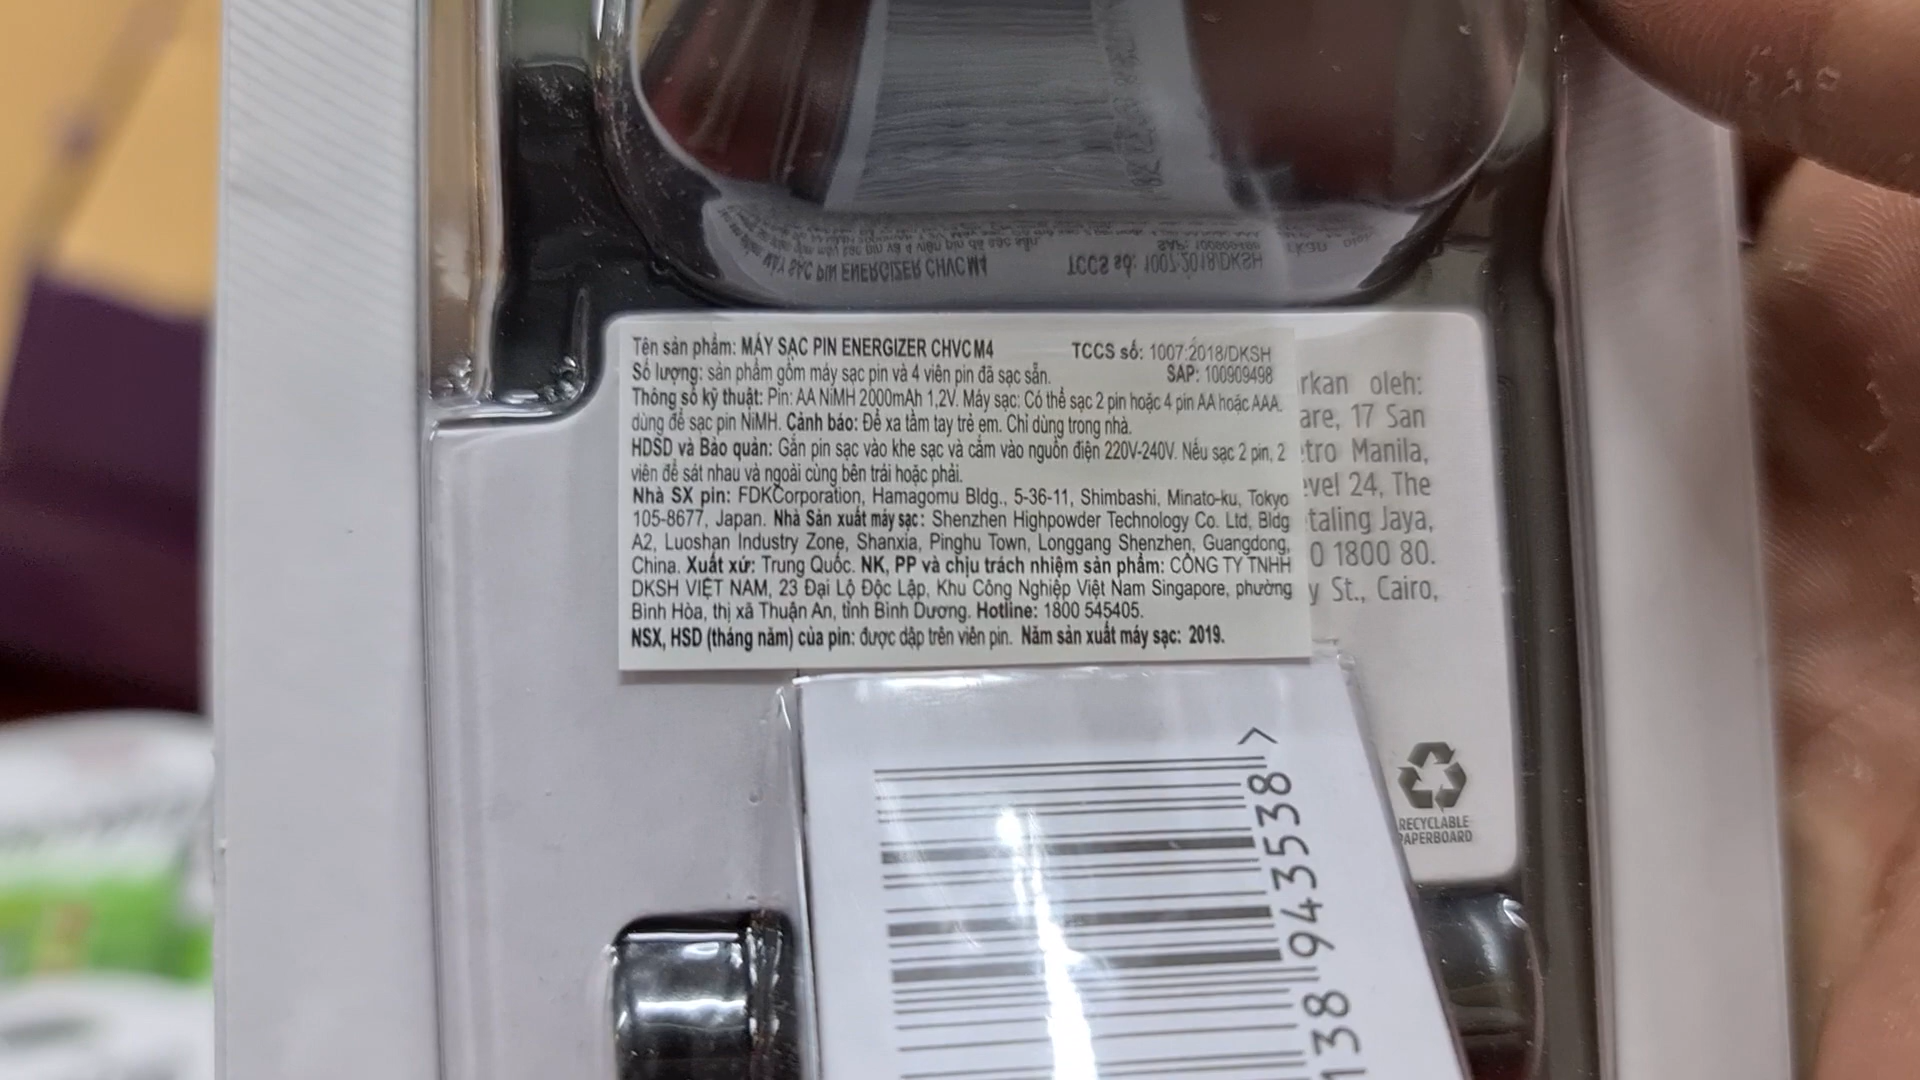 Tên sản phẩm: MÁY SẠC PIN ENERGIZER CHVCM4 TCCS số: 1007:2018/DKSH
Số lượng: sản phẩm gồm máy sạc pin và 4 viên pin đã sạc sẵn. SAP: 100909498
Thông số kỹ thuật: Pin: AA NiMH 2000mAh 1,2V. Máy sạc: Có thể sạc 2 pin hoặc 4 pin AA hoặc AAA.
dùng để sạc pin NiMH. Cảnh báo: Để xa tầm tay trẻ em. Chỉ dùng trong nhà.
HDSD và Bảo quản: Gắn pin sạc vào khe sạc và cắm vào nguồn điện 220V-240V. Nếu sạc 2 pin, 2
viên để sát nhau và ngoài cùng bên trái hoặc phải.
Nhà SX pin: FDKCorporation, Hamagomu Bldg., 5-36-11, Shimbashi, Minato-ku, Tokyo
105-8677, Japan. Nhà Sản xuất máy sạc: Shenzhen Highpowder Technology Co. Ltd, Bldg
A2, Luoshan Industry Zone, Shanxia, Pinghu Town, Longgang Shenzhen, Guangdong,
China. Xuất xứ: Trung Quốc. NK, PP và chịu trách nhiệm sản phẩm: CÔNG TY TNHH
DKSH VIỆT NAM, 23 Đại Lộ Độc Lập, Khu Công Nghiệp Việt Nam Singapore, phường
Bình Hòa, thị xã Thuận An, tỉnh Bình Dương. Hotline: 1800 545405.
NSX, HSD (tháng năm) của pin: được dập trên viên pin. Năm sản xuất máy sạc: 2019.
rkan oleh:
are, 17 San
tro Manila,
vel 24, The
taling Jaya,
0 1800 80.
y St., Cairo,
RECYCLABLE
PAPERBOARD
138 943538 >